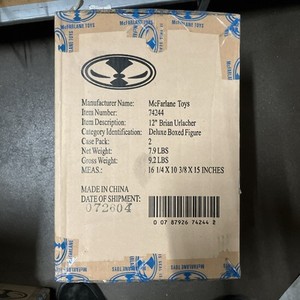 McFARLANE TOYS
Manufacturer Name: McFarlane Toys
Item Number: 74244
Item Description: 12" Brian Urlacher
Category Identification: Deluxe Boxed Figure
Case Pack: 2
Net Weight: 7.9 LBS
Gross Weight: 9.2 LBS
MEAS.: 16 1/4 X 10 3/8 X 15 INCHES
MADE IN CHINA
DATE OF SHIPMENT:
072604
0 07 87926 74244 2